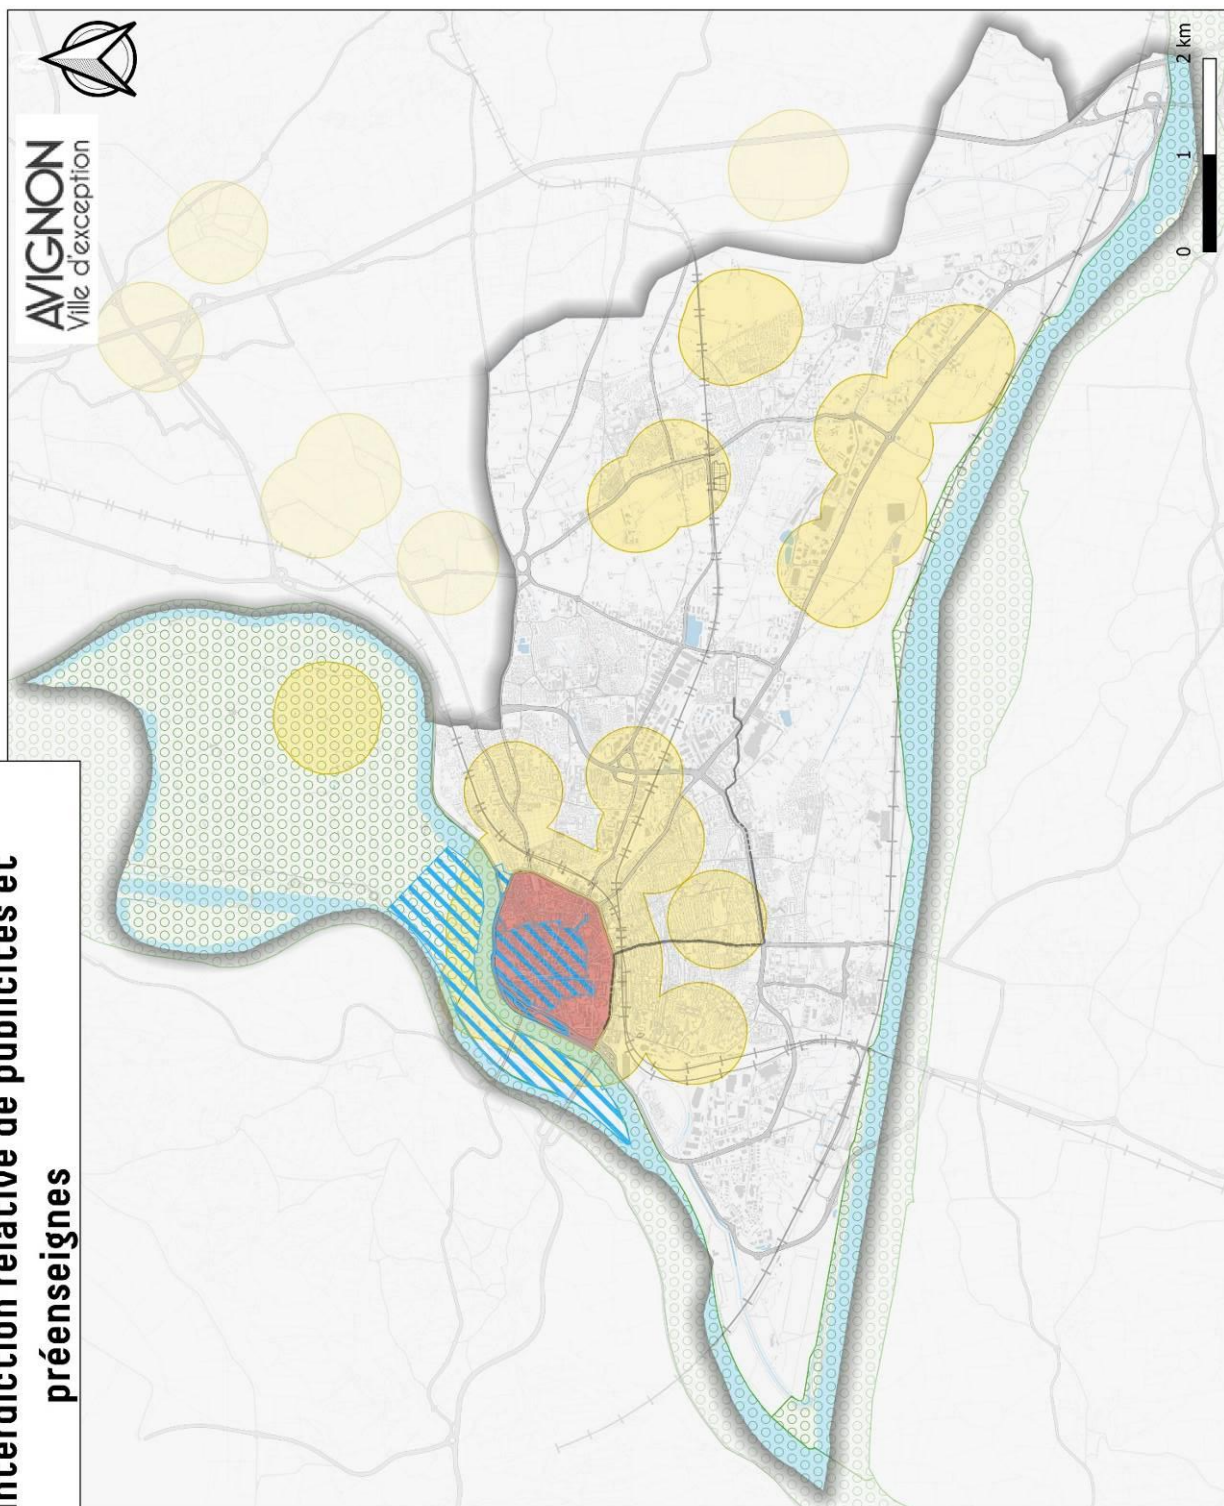 interdiction relative de publicités et
préenseignes
AVIGNON
Ville d'exception
0 1 2 km